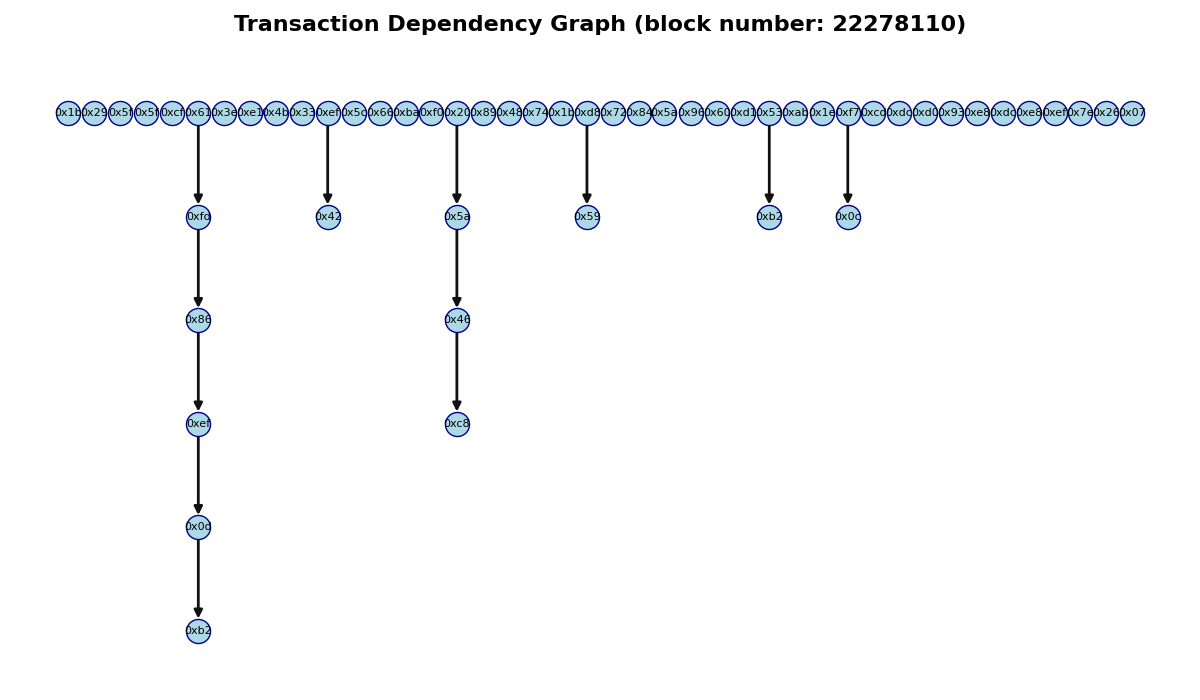 Transaction Dependency Graph (block number: 22278110)
0x1b 0x29 0x5f 0x5f 0xcf 0x61 0x3e 0xe1 0x4b 0x33 0xef 0x5c 0x66 0xba 0xf0 0x20 0x89 0x48 0x74 0x1b 0xd8 0x72 0x84 0x5a 0x96 0x60 0xd1 0x53 0xab 0x1e 0xf7 0xcd 0xdc 0xd0 0x93 0xe8 0xdc 0xe8 0xef 0x7e 0x26 0x07
0xfd 0x42 0x5a 0x59 0xb2 0x0c
0x86 0x46
0xef 0xc8
0x0d
0xb2